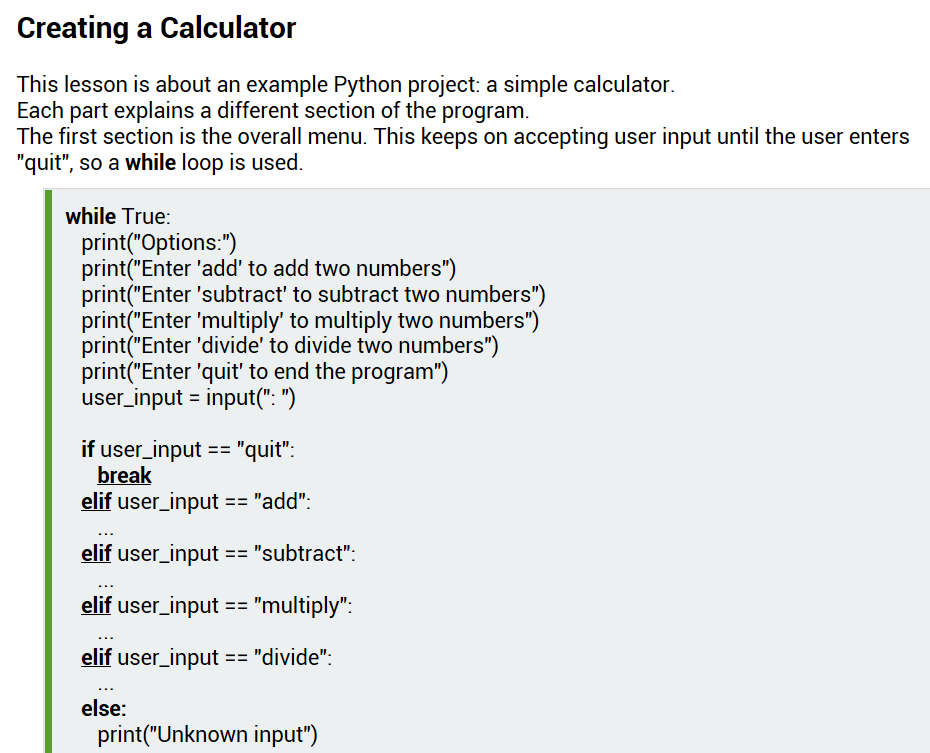 Creating a Calculator
This lesson is about an example Python project: a simple calculator.
Each part explains a different section of the program.
The first section is the overall menu. This keeps on accepting user input until the user enters
"quit", so a while loop is used.
while True:
print("Options:")
print("Enter 'add' to add two numbers")
print("Enter 'subtract' to subtract two numbers")
print("Enter 'multiply' to multiply two numbers")
print("Enter 'divide' to divide two numbers")
print("Enter 'quit' to end the program")
user_input = input(": ")
if user_input == "quit":
break
elif user_input == "add":
...
elif user_input == "subtract":
...
elif user_input == "multiply":
...
elif user_input == "divide":
...
else:
print("Unknown input")